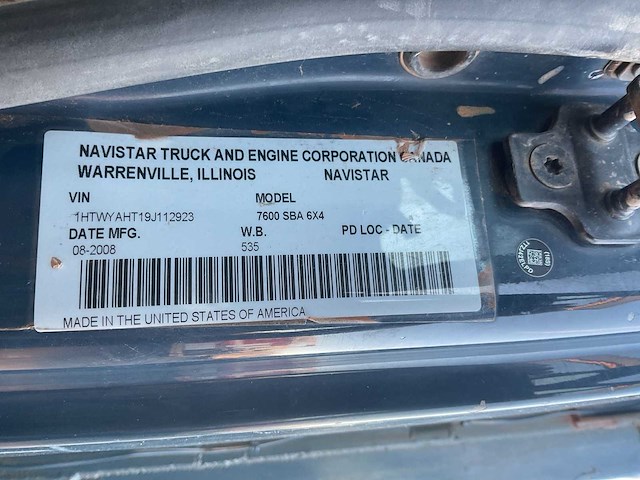 NAVISTAR TRUCK AND ENGINE CORPORATION CANADA
WARRENVILLE, ILLINOIS NAVISTAR
VIN MODEL
1HTWYAHT19J112923 7600 SBA 6X4
DATE MFG. W.B. PD LOC - DATE
08-2008 535
MADE IN THE UNITED STATES OF AMERICA